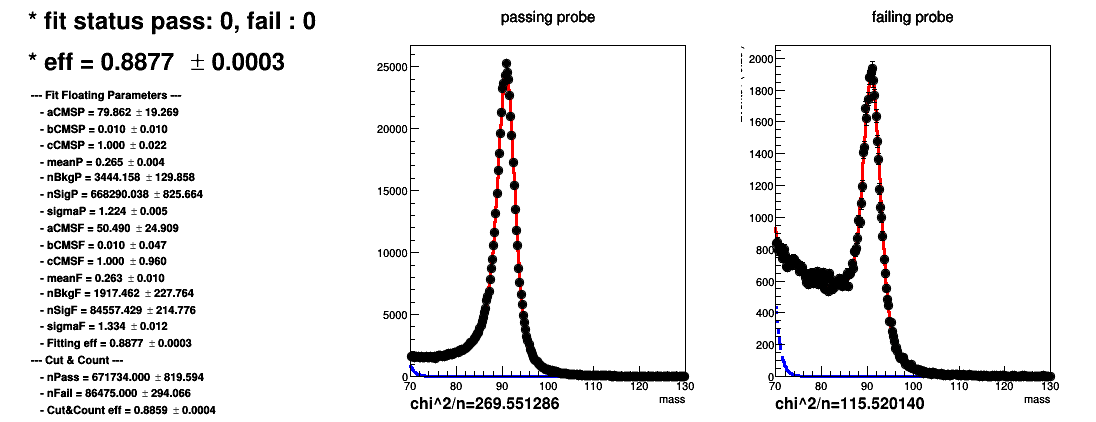 * fit status pass: 0, fail : 0
* eff = 0.8877 ± 0.0003
--- Fit Floating Parameters ---
- aCMSP = 79.862 ± 19.269
- bCMSP = 0.010 ± 0.010
- cCMSP = 1.000 ± 0.022
- meanP = 0.265 ± 0.004
- nBkgP = 3444.158 ± 129.858
- nSigP = 668290.038 ± 825.664
- sigmaP = 1.224 ± 0.005
- aCMSF = 50.490 ± 24.909
- bCMSF = 0.010 ± 0.047
- cCMSF = 1.000 ± 0.960
- meanF = 0.263 ± 0.010
- nBkgF = 1917.462 ± 227.764
- nSigF = 84557.429 ± 214.776
- sigmaF = 1.334 ± 0.012
- Fitting eff = 0.8877 ± 0.0003
--- Cut & Count ---
- nPass = 671734.000 ± 819.594
- nFail = 86475.000 ± 294.066
- Cut&Count eff = 0.8859 ± 0.0004
passing probe
25000
20000
15000
10000
5000
0
70 80 90 100 110 120 130
mass
chi^2/n=269.551286
failing probe
2000
1800
1600
1400
1200
1000
800
600
400
200
0
70 80 90 100 110 120 130
mass
chi^2/n=115.520140